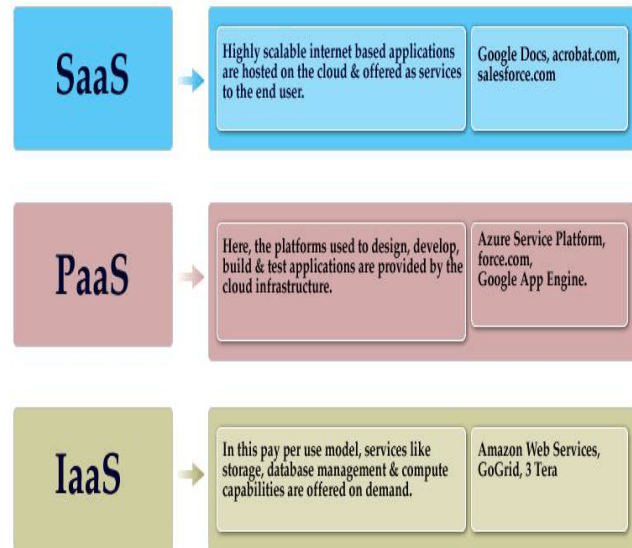 SaaS
Highly scalable internet based applications
are hosted on the cloud & offered as services
to the end user.
Google Docs, acrobat.com,
salesforce.com
PaaS
Here, the platforms used to design, develop,
build & test applications are provided by the
cloud infrastructure.
Azure Service Platform,
force.com,
Google App Engine.
IaaS
In this pay per use model, services like
storage, database management & compute
capabilities are offered on demand.
Amazon Web Services,
GoGrid, 3 Tera